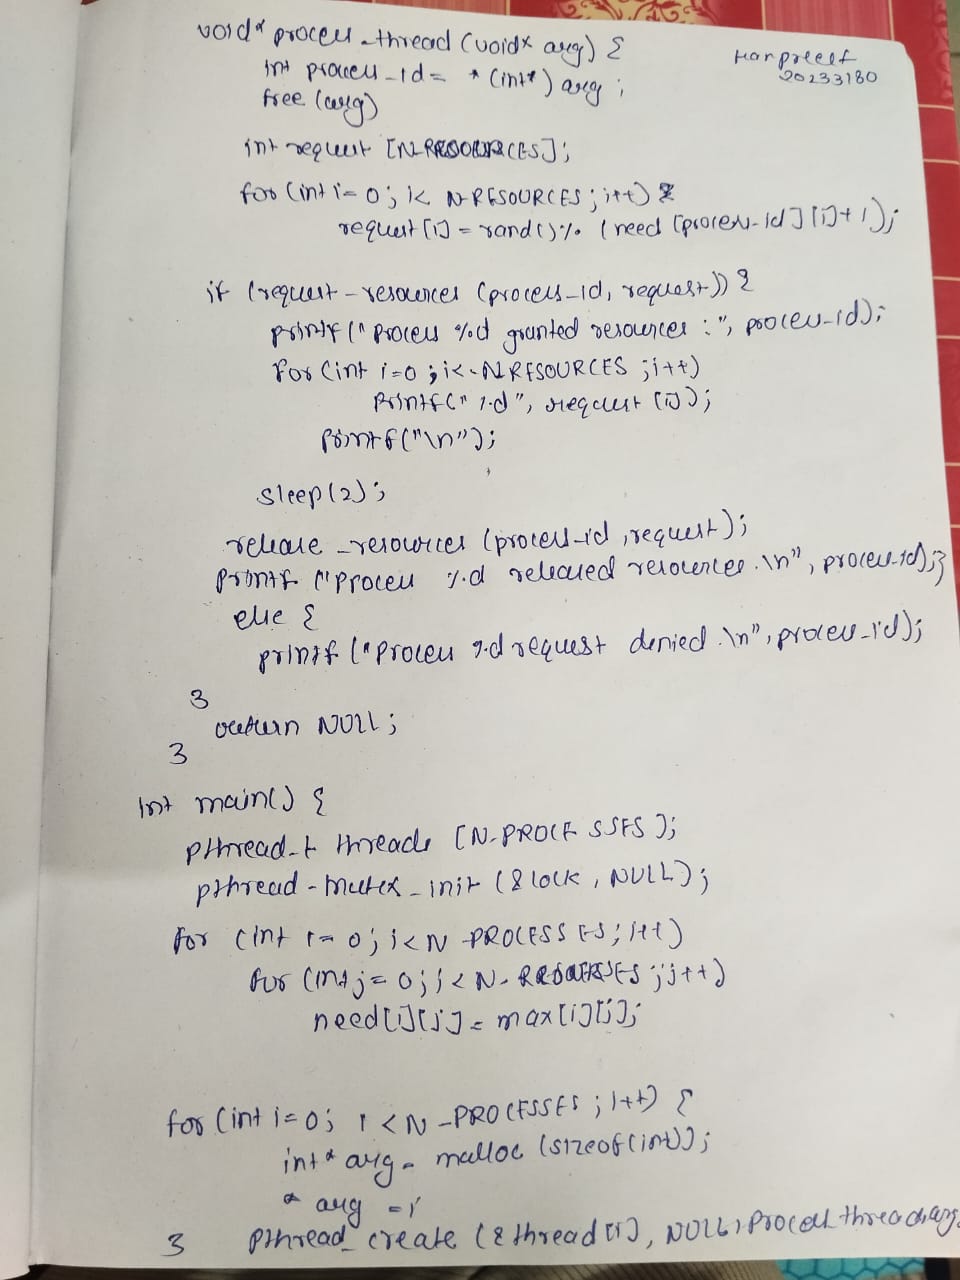 void* process_thread (void* arg) {
Harpreet
20233180
int process_id = *(int*) arg;
free (arg)
int request [N_RESOURCES];
for (int i = 0; i < N_RESOURCES; i++) {
request [i] = rand() % (need [process_id] [i] + 1);
if (request_resources (process_id, request)) {
printf ("Process %d granted resources :", process_id);
for (int i=0; i< N_RESOURCES ; i++)
printf(" %d", request [i]);
printf("\n");
sleep(2);
release_resources (process_id, request);
printf ("Process %d released resources .\n", process_id);}
else {
printf ("Process %d request denied .\n", process_id);
}
return NULL;
}
int main() {
pthread_t threads [N_PROCESSES];
pthread_mutex_init (&lock, NULL);
for (int i = 0; i < N_PROCESSES; i++)
for (int j = 0; j < N_RESOURCES; j++)
need[i][j] = max[i][j];
for (int i = 0; i < N_PROCESSES ; i++) {
int* arg = malloc (sizeof(int));
* arg = i
} pthread_create (&thread[i], NULL, process_thread, arg